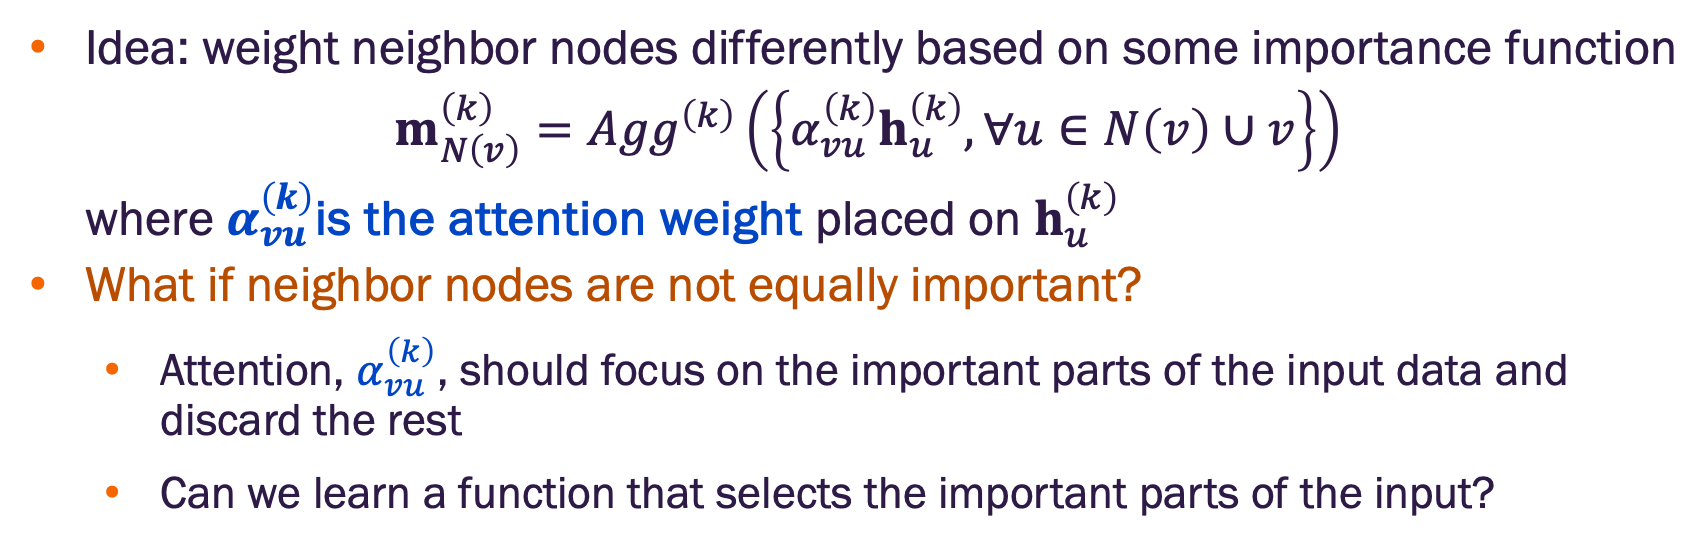 • Idea: weight neighbor nodes differently based on some importance function
𝐦_{N(v)}^{(k)} = Agg^{(k)} ({α_{vu}^{(k)} 𝐡_u^{(k)}, ∀u ∈ N(v) ∪ v})
where α_{vu}^{(k)} is the attention weight placed on 𝐡_u^{(k)}
• What if neighbor nodes are not equally important?
• Attention, α_{vu}^{(k)}, should focus on the important parts of the input data and
discard the rest
• Can we learn a function that selects the important parts of the input?